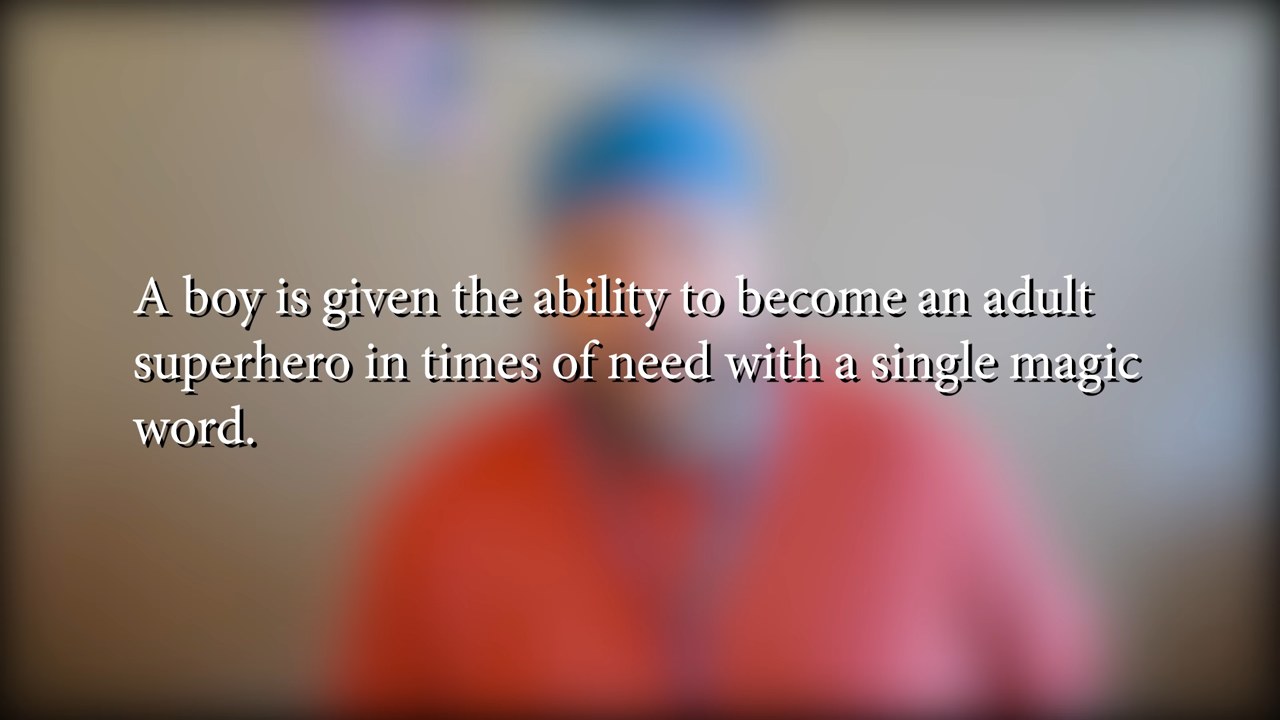 A boy is given the ability to become an adult
superhero in times of need with a single magic
word.